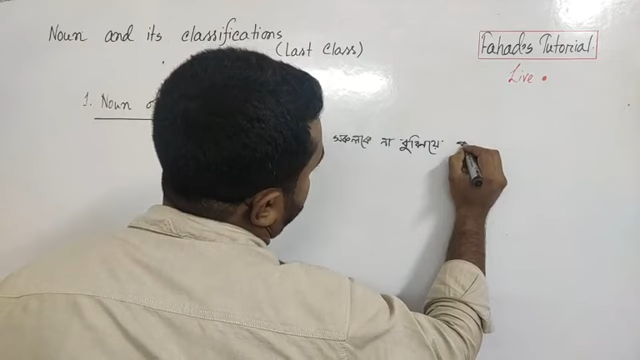 Noun and its classifications
(Last Class)
Fahades Tutorial
Live
1. Noun
সকলকে না বুঝিয়ে